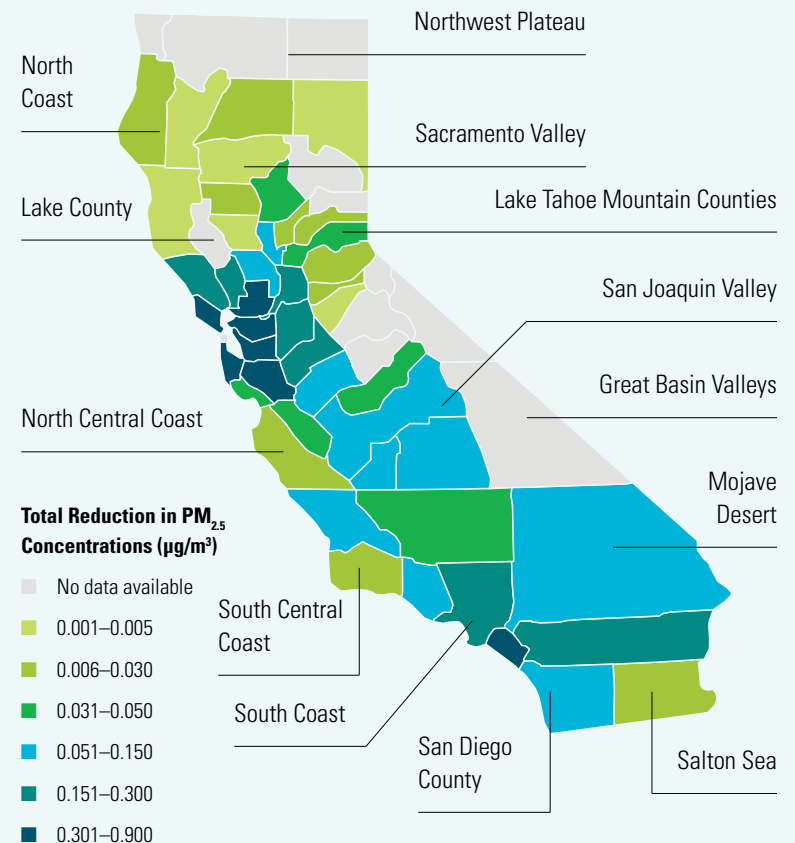 Northwest Plateau
North
Coast
Sacramento Valley
Lake County
Lake Tahoe Mountain Counties
San Joaquin Valley
Great Basin Valleys
North Central Coast
Mojave
Desert
Total Reduction in PM2.5
Concentrations (µg/m³)
No data available
0.001–0.005
0.006–0.030
0.031–0.050
0.051–0.150
0.151–0.300
0.301–0.900
South Central
Coast
South Coast
San Diego
County
Salton Sea